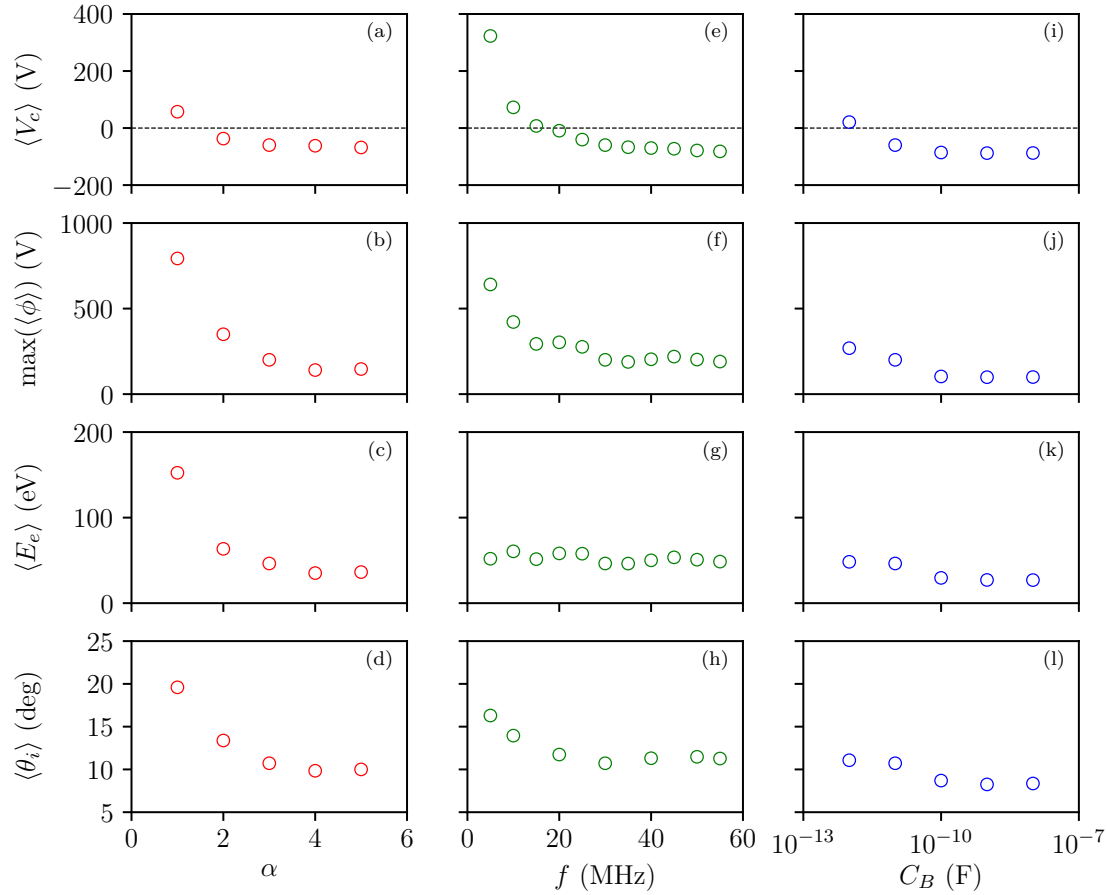 400
200
0
−200
⟨V_c⟩ (V)
(a)
(e)
(i)
1000
500
0
max(⟨ϕ⟩) (V)
(b)
(f)
(j)
200
100
0
⟨E_e⟩ (eV)
(c)
(g)
(k)
25
20
15
10
5
⟨θ_i⟩ (deg)
(d)
(h)
(l)
0 2 4 6
0 20 40 60
10^{−13} 10^{−10} 10^{−7}
α
f (MHz)
C_B (F)